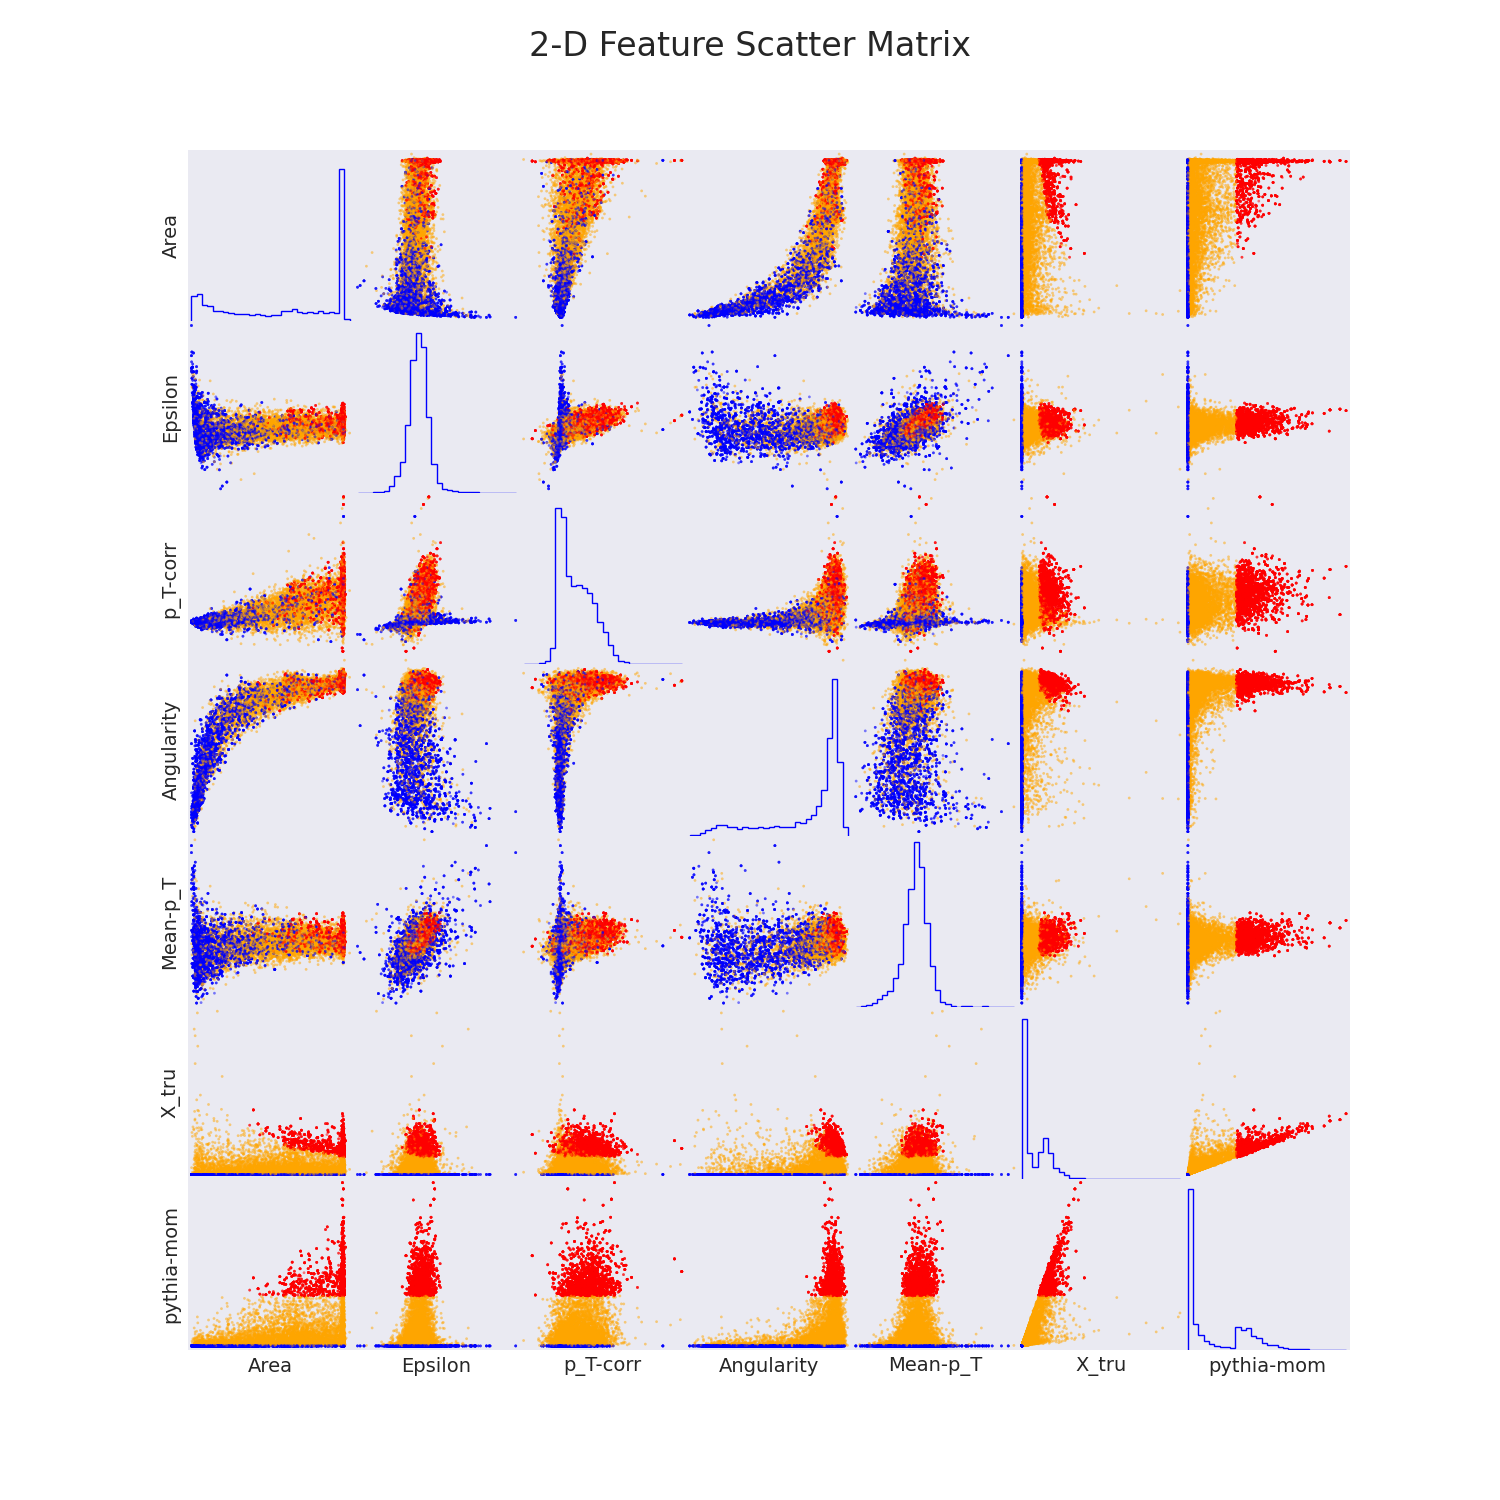 2-D Feature Scatter Matrix
Area
Epsilon
p_T-corr
Angularity
Mean-p_T
X_tru
pythia-mom
Area
Epsilon
p_T-corr
Angularity
Mean-p_T
X_tru
pythia-mom